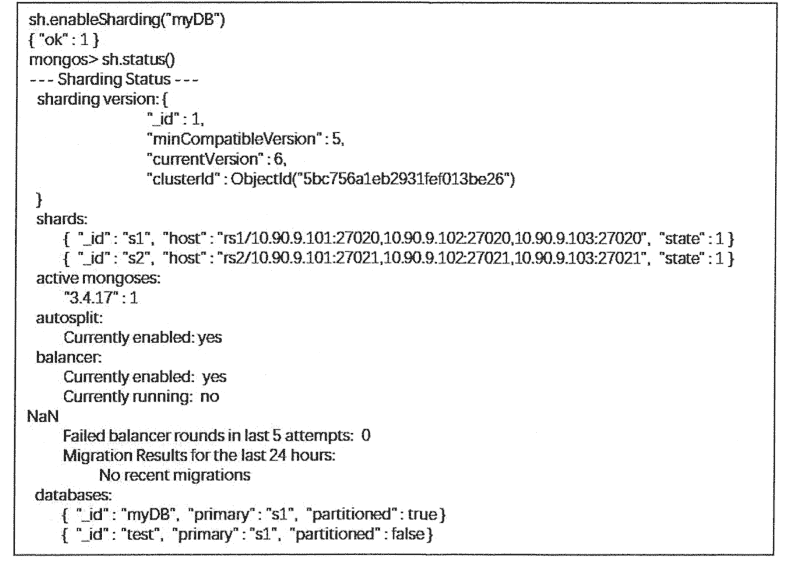 sh.enableSharding("myDB")
{ "ok" : 1 }
mongos> sh.status()
--- Sharding Status ---
sharding version: {
"_id" : 1,
"minCompatibleVersion" : 5,
"currentVersion" : 6,
"clusterId" : ObjectId("5bc756a1eb2931fef013be26")
}
shards:
{ "_id" : "s1", "host" : "rs1/10.90.9.101:27020,10.90.9.102:27020,10.90.9.103:27020", "state" : 1 }
{ "_id" : "s2", "host" : "rs2/10.90.9.101:27021,10.90.9.102:27021,10.90.9.103:27021", "state" : 1 }
active mongoses:
"3.4.17" : 1
autosplit:
Currently enabled: yes
balancer:
Currently enabled: yes
Currently running: no
NaN
Failed balancer rounds in last 5 attempts: 0
Migration Results for the last 24 hours:
No recent migrations
databases:
{ "_id" : "myDB", "primary" : "s1", "partitioned" : true }
{ "_id" : "test", "primary" : "s1", "partitioned" : false }